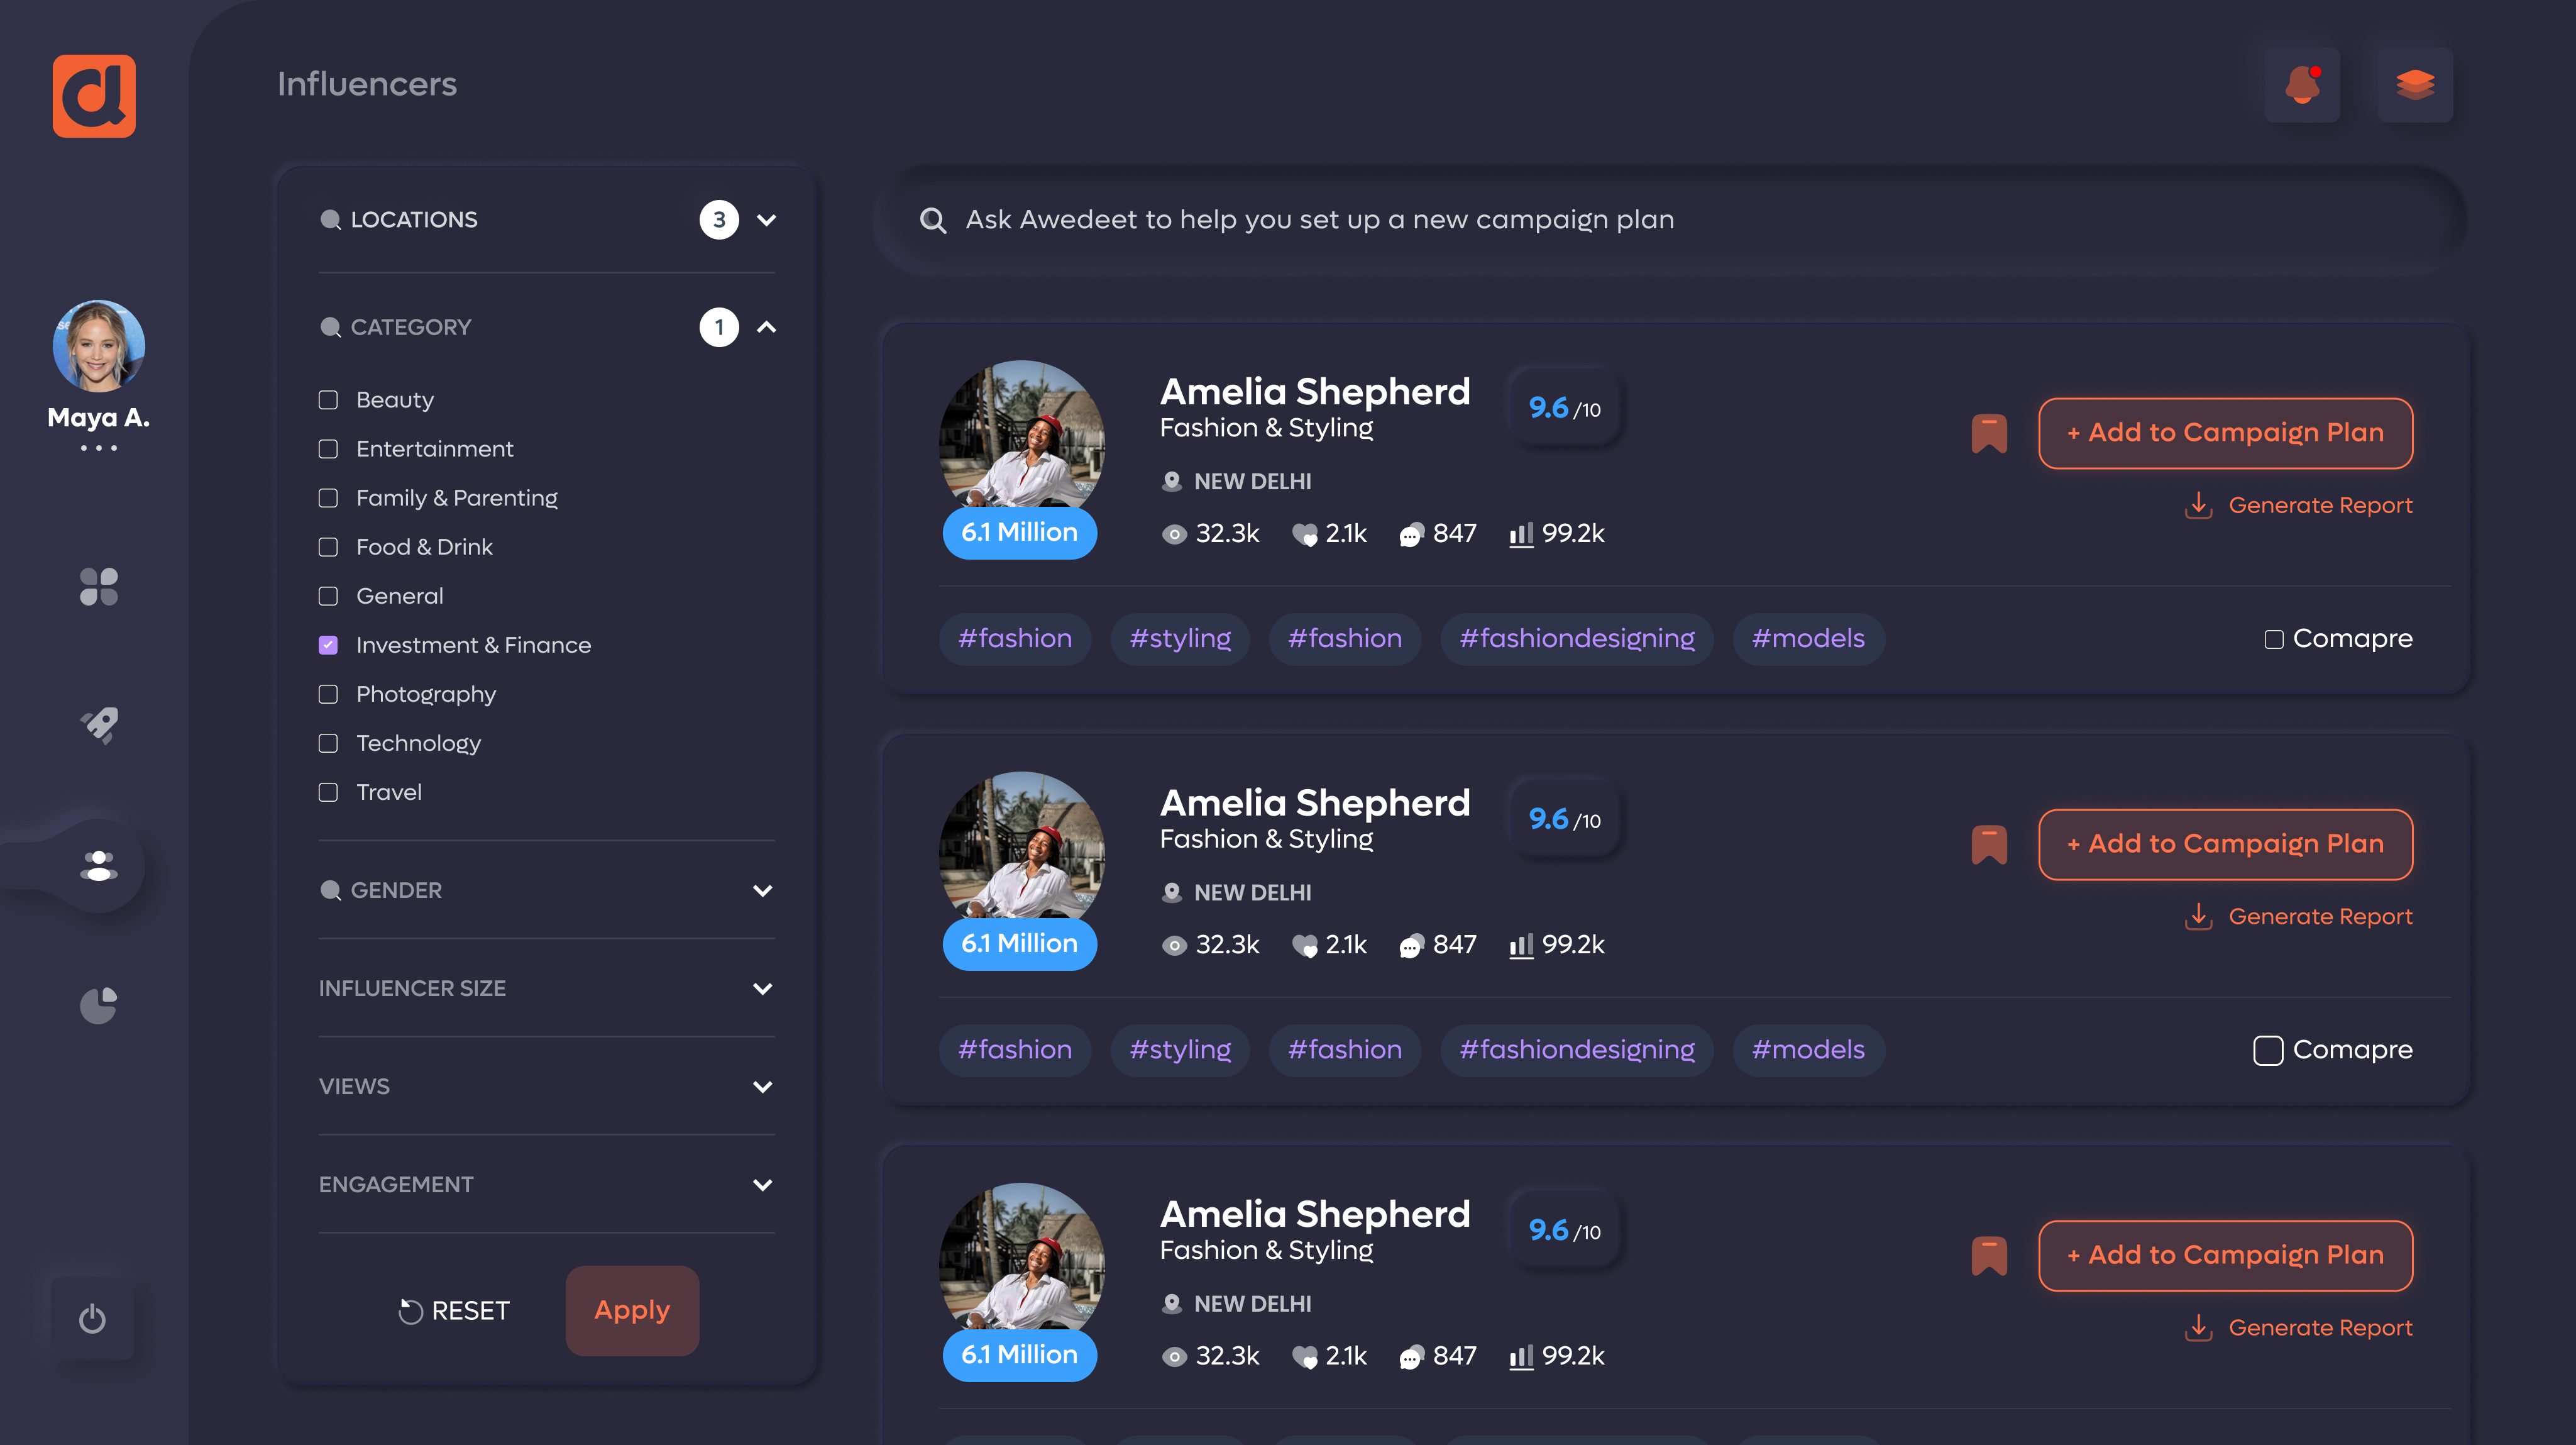 Influencers
Maya A.
LOCATIONS 3
CATEGORY 1
Beauty
Entertainment
Family & Parenting
Food & Drink
General
Investment & Finance
Photography
Technology
Travel
GENDER
INFLUENCER SIZE
VIEWS
ENGAGEMENT
RESET Apply
Ask Awedeet to help you set up a new campaign plan
Amelia Shepherd 9.6 /10
Fashion & Styling
NEW DELHI
6.1 Million 32.3k 2.1k 847 99.2k
+ Add to Campaign Plan
Generate Report
#fashion #styling #fashion #fashiondesigning #models Comapre
Amelia Shepherd 9.6 /10
Fashion & Styling
NEW DELHI
6.1 Million 32.3k 2.1k 847 99.2k
+ Add to Campaign Plan
Generate Report
#fashion #styling #fashion #fashiondesigning #models Comapre
Amelia Shepherd 9.6 /10
Fashion & Styling
NEW DELHI
6.1 Million 32.3k 2.1k 847 99.2k
+ Add to Campaign Plan
Generate Report